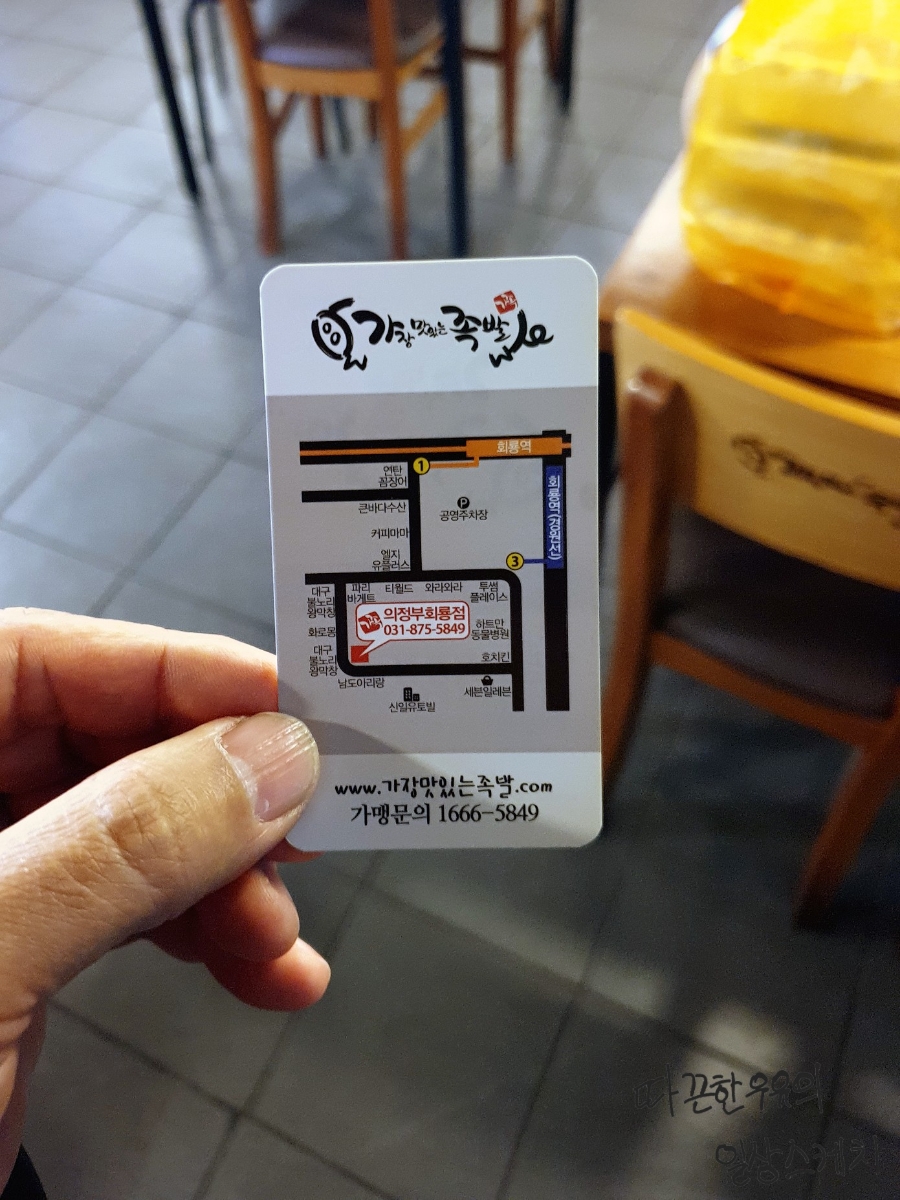 가장맛있는족발
가족
회룡역
1
연탄
꼼장어
회룡역(경원선)
P
공영주차장
큰바다수산
커피마마
엘지
유플러스
3
대구
불노리
왕막창
파리
바게트
티월드
와라와라
투썸
플레이스
의정부회룡점
031-875-5849
화로몽
하트만
동물병원
대구
불노리
왕막창
호치킨
남도아리랑
세븐일레븐
신일유토빌
www.가장맛있는족발.com
가맹문의 1666-5849
따끈한우유의
일상스케치